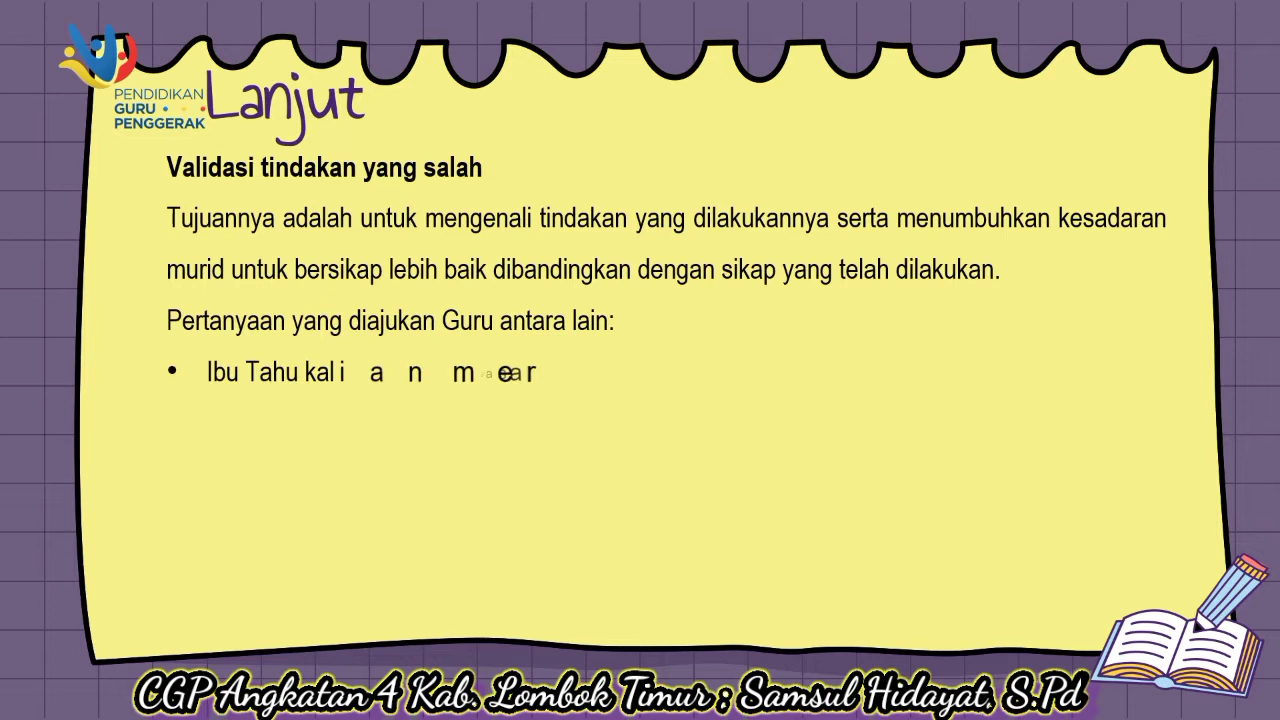 PENDIDIKAN
GURU
PENGGERAK
Lanjut
Validasi tindakan yang salah
Tujuannya adalah untuk mengenali tindakan yang dilakukannya serta menumbuhkan kesadaran
murid untuk bersikap lebih baik dibandingkan dengan sikap yang telah dilakukan.
Pertanyaan yang diajukan Guru antara lain:
• Ibu Tahu kalian
CGP Angkatan 4 Kab. Lombok Timur : Samsul Hidayat, S.Pd